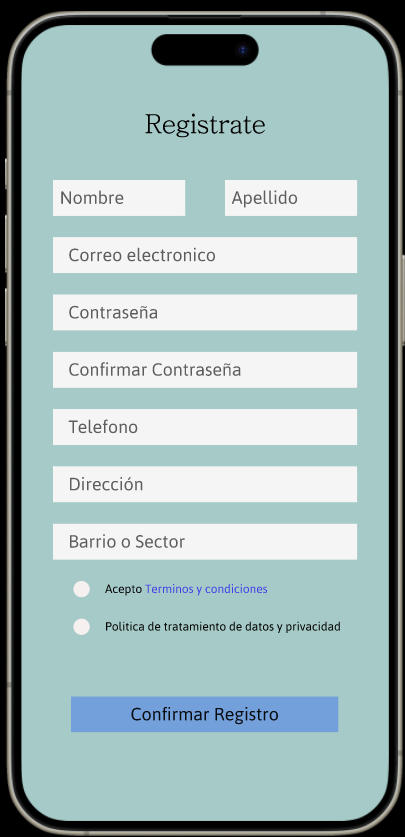 Registrate
Nombre Apellido
Correo electronico
Contraseña
Confirmar Contraseña
Telefono
Dirección
Barrio o Sector
Acepto Terminos y condiciones
Politica de tratamiento de datos y privacidad
Confirmar Registro